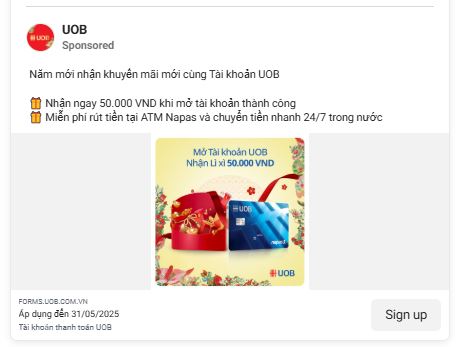 UOB
Sponsored
Năm mới nhận khuyến mãi mới cùng Tài khoản UOB
Nhận ngay 50.000 VND khi mở tài khoản thành công
Miễn phí rút tiền tại ATM Napas và chuyển tiền nhanh 24/7 trong nước
Mở Tài khoản UOB
Nhận Lì xì 50.000 VND
UOB
napas
UOB
FORMS.UOB.COM.VN
Áp dụng đến 31/05/2025
Tài khoản thanh toán UOB
Sign up